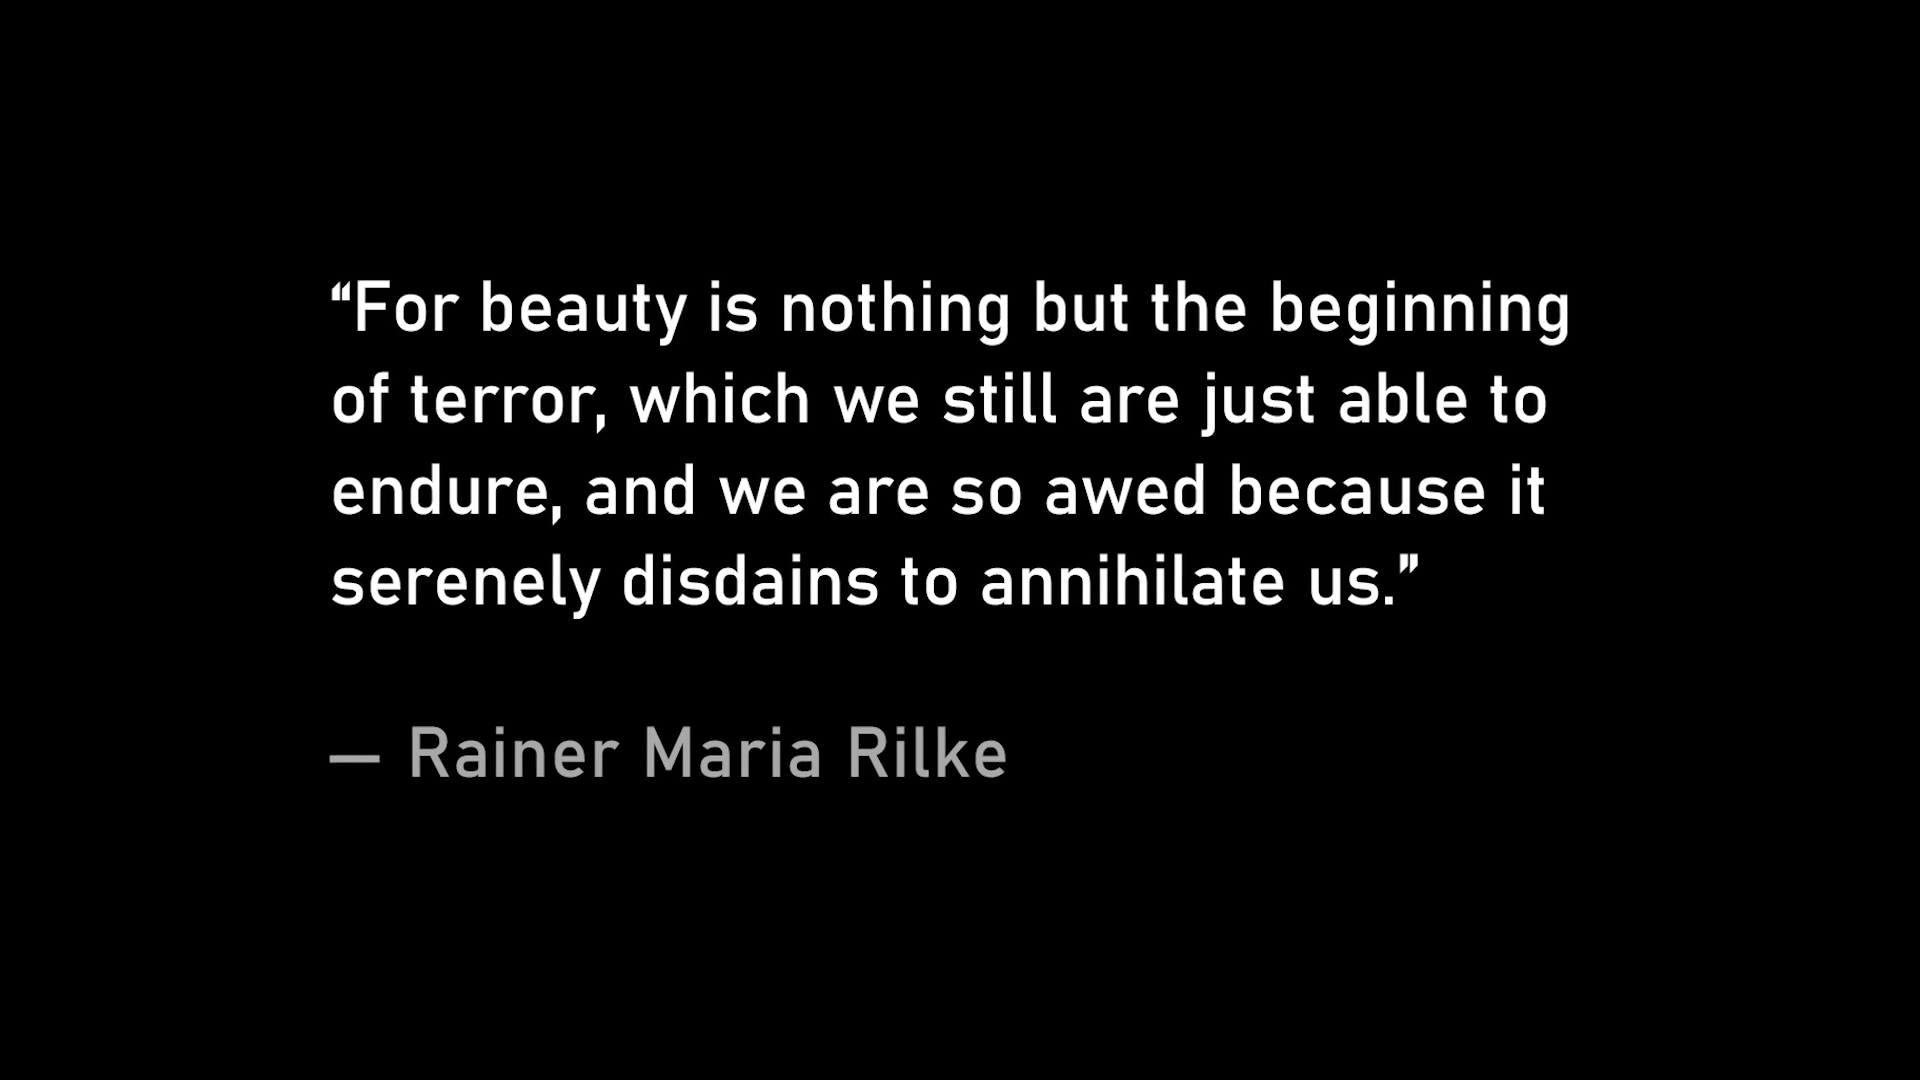 “For beauty is nothing but the beginning
of terror, which we still are just able to
endure, and we are so awed because it
serenely disdains to annihilate us.”
— Rainer Maria Rilke